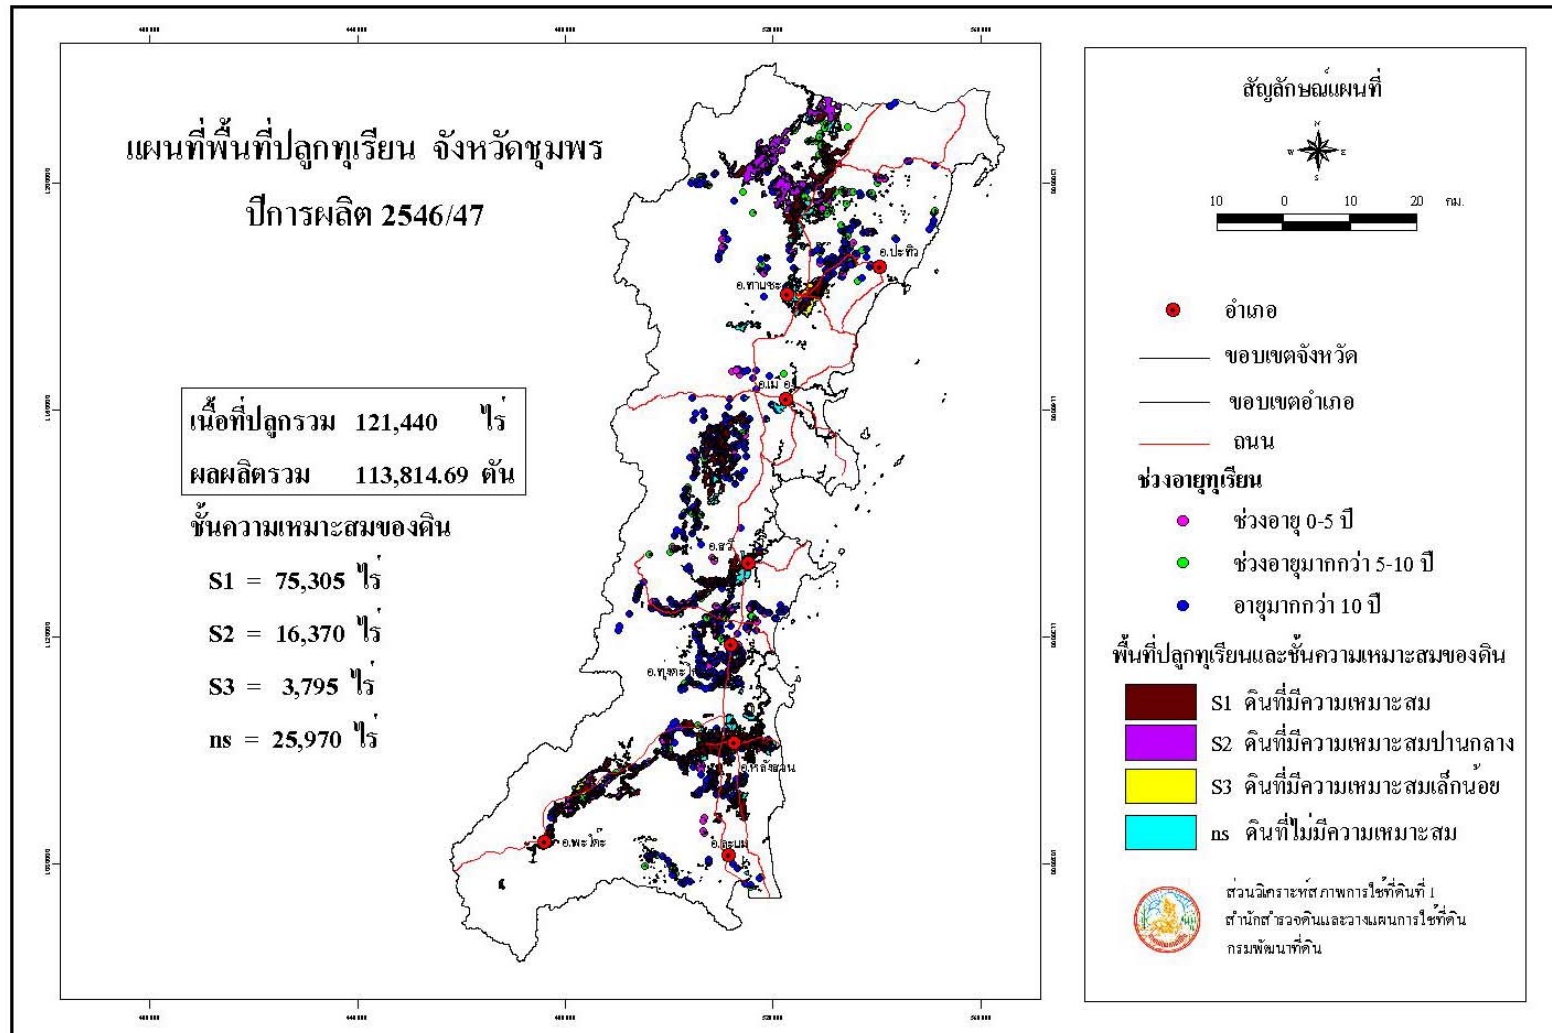 แผนที่พื้นที่ปลูกทุเรียน จังหวัดชุมพร
ปีการผลิต 2546/47
เนื้อที่ปลูกรวม 121,440 ไร่
ผลผลิตรวม 113,814.69 ตัน
ชั้นความเหมาะสมของดิน
S1 = 75,305 ไร่
S2 = 16,370 ไร่
S3 = 3,795 ไร่
ns = 25,970 ไร่
อ.ปะทิว
อ.ท่าแซะ
อ.เมือง
อ.สวี
อ.หลังสวน
อ.พะโต๊ะ
อ.ละแม
สัญลักษณ์แผนที่
N
W E
S
10 0 10 20 กม.
อำเภอ
ขอบเขตจังหวัด
ขอบเขตอำเภอ
ถนน
ช่วงอายุทุเรียน
ช่วงอายุ 0-5 ปี
ช่วงอายุมากกว่า 5-10 ปี
อายุมากกว่า 10 ปี
พื้นที่ปลูกทุเรียนและชั้นความเหมาะสมของดิน
S1 ดินที่มีความเหมาะสม
S2 ดินที่มีความเหมาะสมปานกลาง
S3 ดินที่มีความเหมาะสมเล็กน้อย
ns ดินที่ไม่มีความเหมาะสม
ส่วนวิเคราะห์สภาพการใช้ที่ดินที่ 1
สำนักสำรวจดินและวางแผนการใช้ที่ดิน
กรมพัฒนาที่ดิน